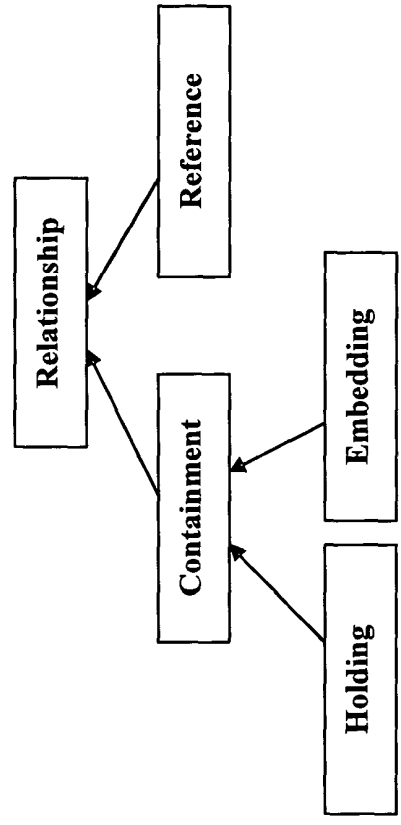 Relationship
Containment
Reference
Holding
Embedding